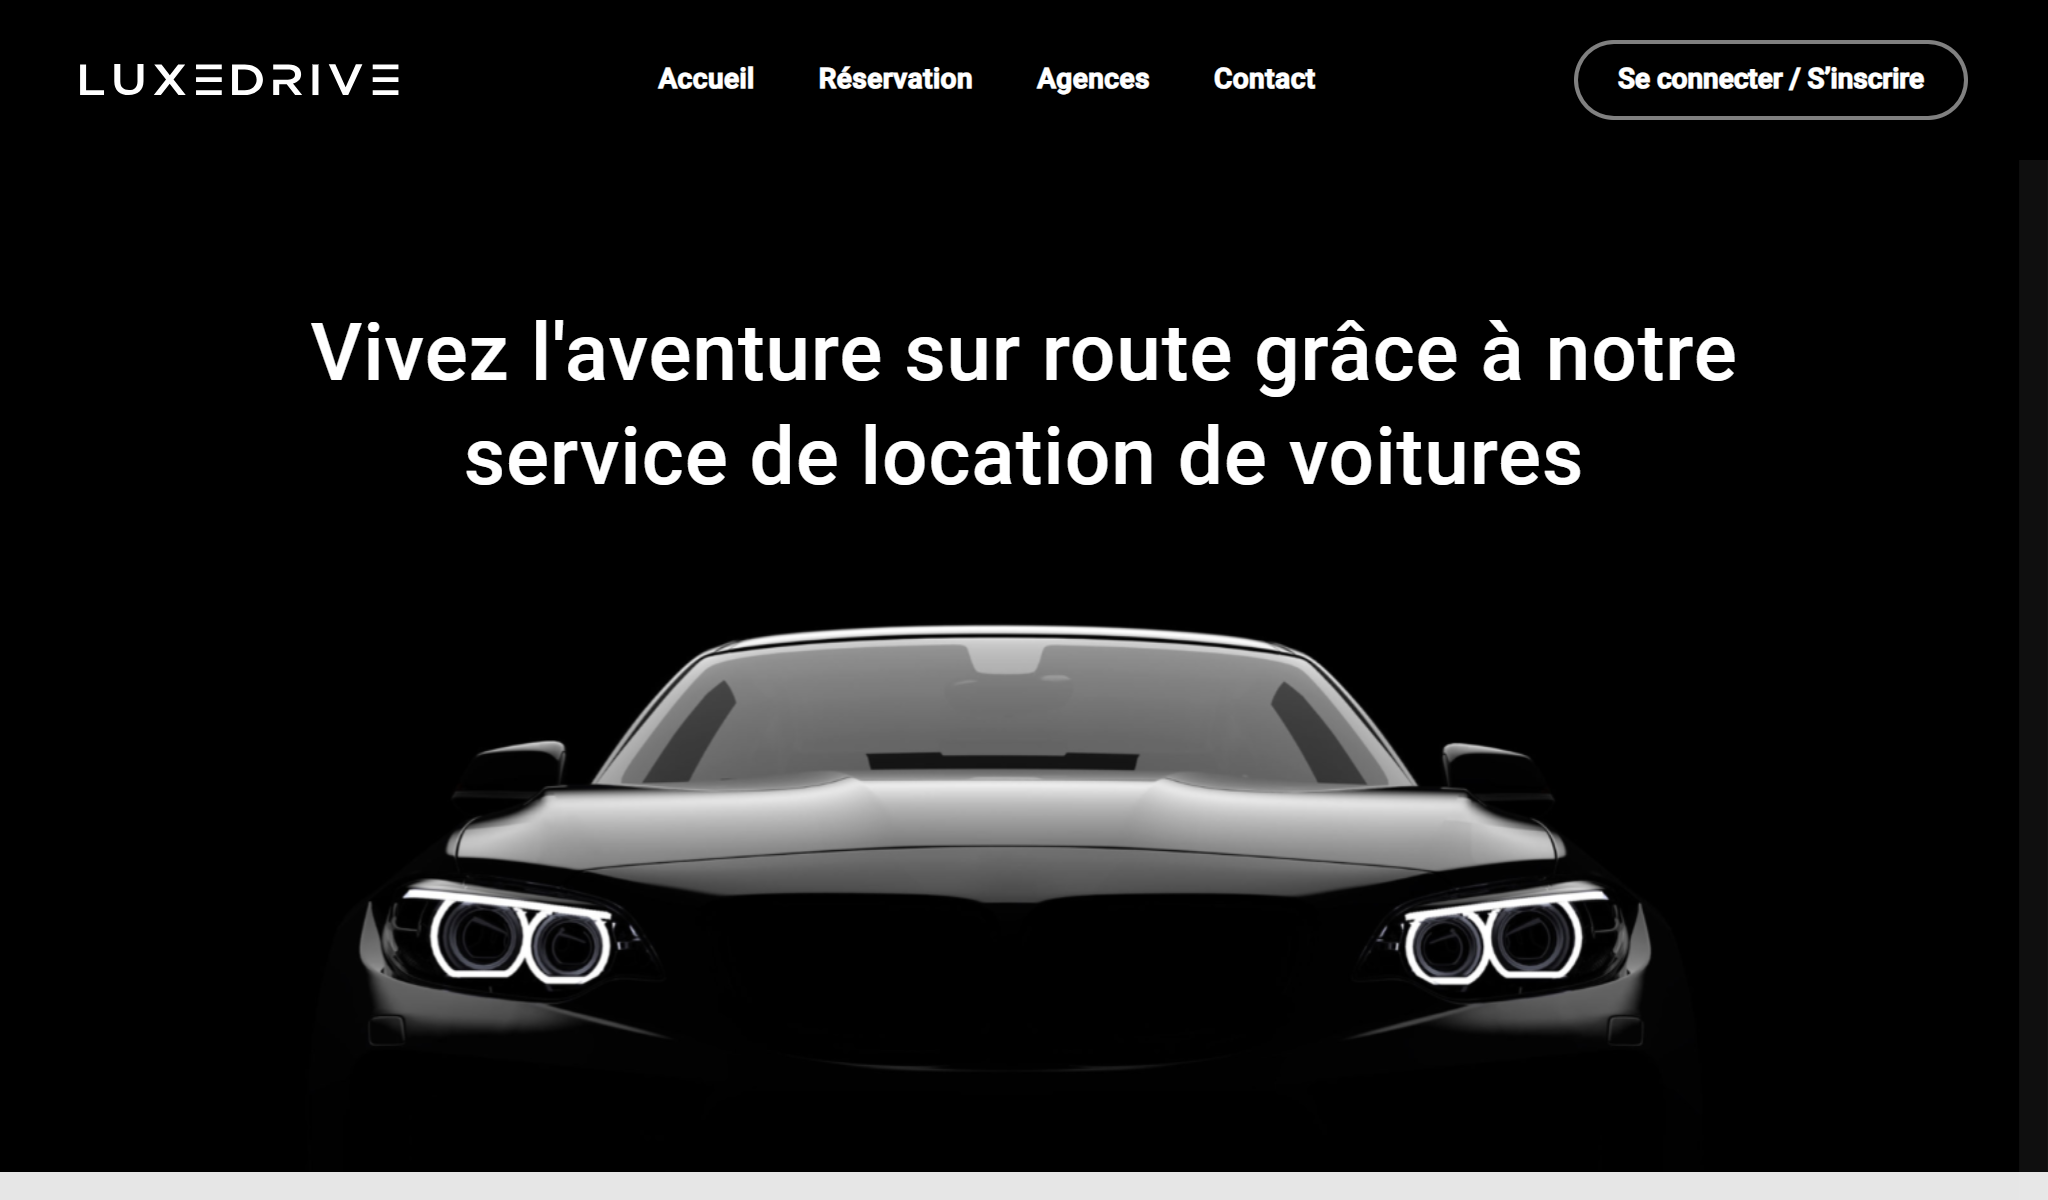 LUXEDRIVE
Accueil Réservation Agences Contact
Se connecter / S'inscrire
Vivez l'aventure sur route grâce à notre
service de location de voitures